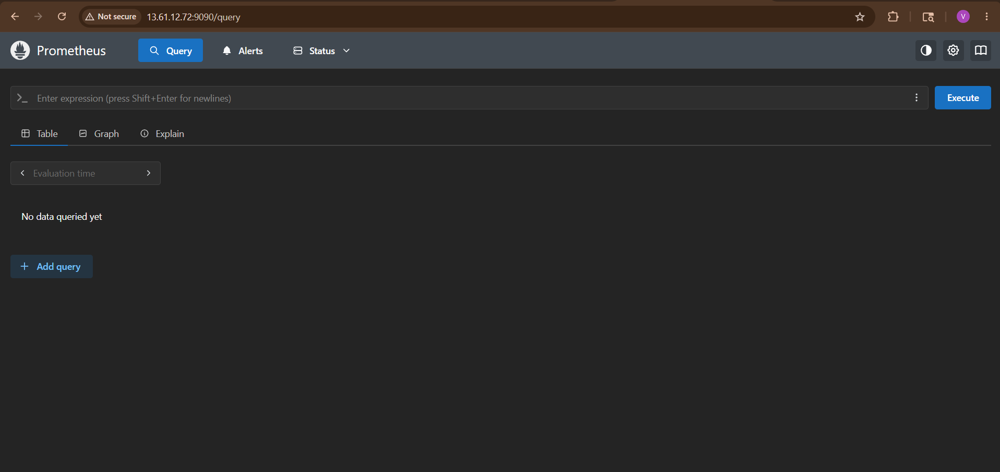 Not secure 13.61.12.72:9090/query V
Prometheus Query Alerts Status
Enter expression (press Shift+Enter for newlines) Execute
Table Graph Explain
Evaluation time
No data queried yet
Add query